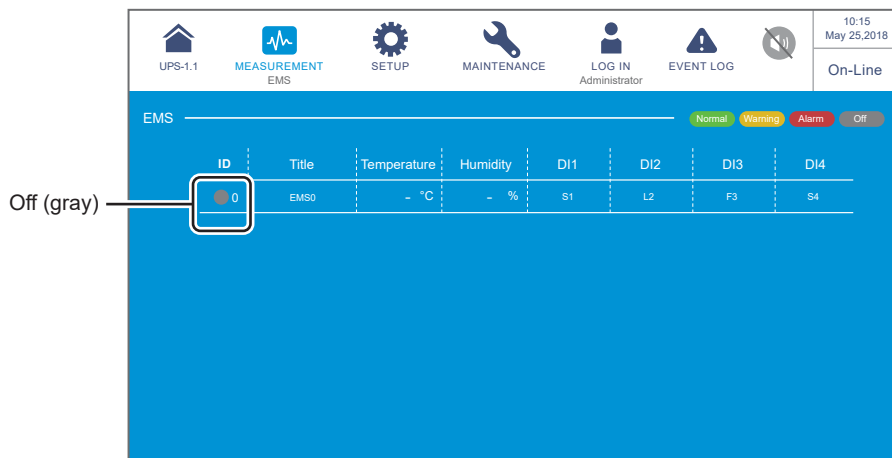 10:15
May 25,2018
UPS-1.1 MEASUREMENT SETUP MAINTENANCE LOG IN EVENT LOG
EMS Administrator
On-Line
EMS Normal Warning Alarm Off
ID Title Temperature Humidity DI1 DI2 DI3 DI4
0 EMS0 - °C - % S1 L2 F3 S4
Off (gray)